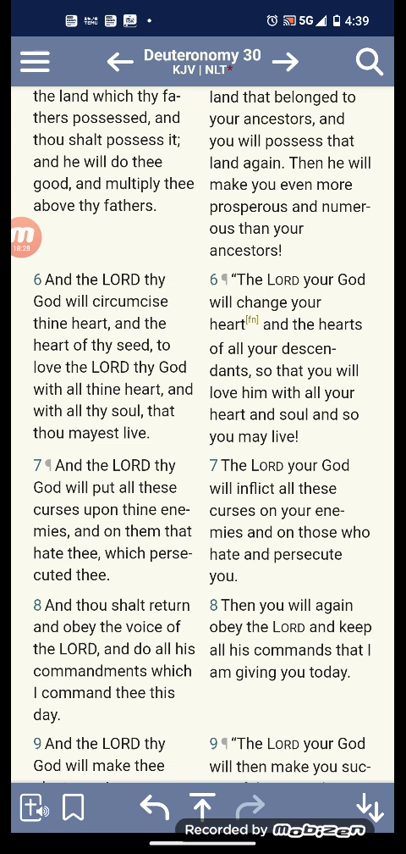 5G 4:39
Deuteronomy 30
KJV | NLT*
the land which thy fa-
thers possessed, and
thou shalt possess it;
and he will do thee
good, and multiply thee
above thy fathers.
6 And the LORD thy
God will circumcise
thine heart, and the
heart of thy seed, to
love the LORD thy God
with all thine heart, and
with all thy soul, that
thou mayest live.
7 ¶ And the LORD thy
God will put all these
curses upon thine ene-
mies, and on them that
hate thee, which perse-
cuted thee.
8 And thou shalt return
and obey the voice of
the LORD, and do all his
commandments which
I command thee this
day.
9 And the LORD thy
God will make thee
land that belonged to
your ancestors, and
you will possess that
land again. Then he will
make you even more
prosperous and numer-
ous than your
ancestors!
6 ¶ “The LORD your God
will change your
heart[fn] and the hearts
of all your descen-
dants, so that you will
love him with all your
heart and soul and so
you may live!
7 The LORD your God
will inflict all these
curses on your ene-
mies and on those who
hate and persecute
you.
8 Then you will again
obey the LORD and keep
all his commands that I
am giving you today.
9 ¶ “The LORD your God
will then make you suc-
m
18:28
Recorded by mobizen